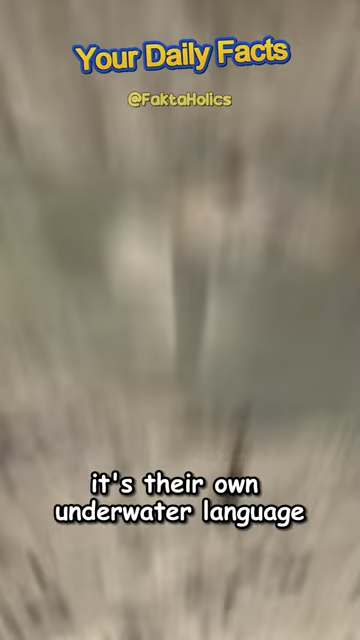 Your Daily Facts
@FaktaHolics
it's their own
underwater language